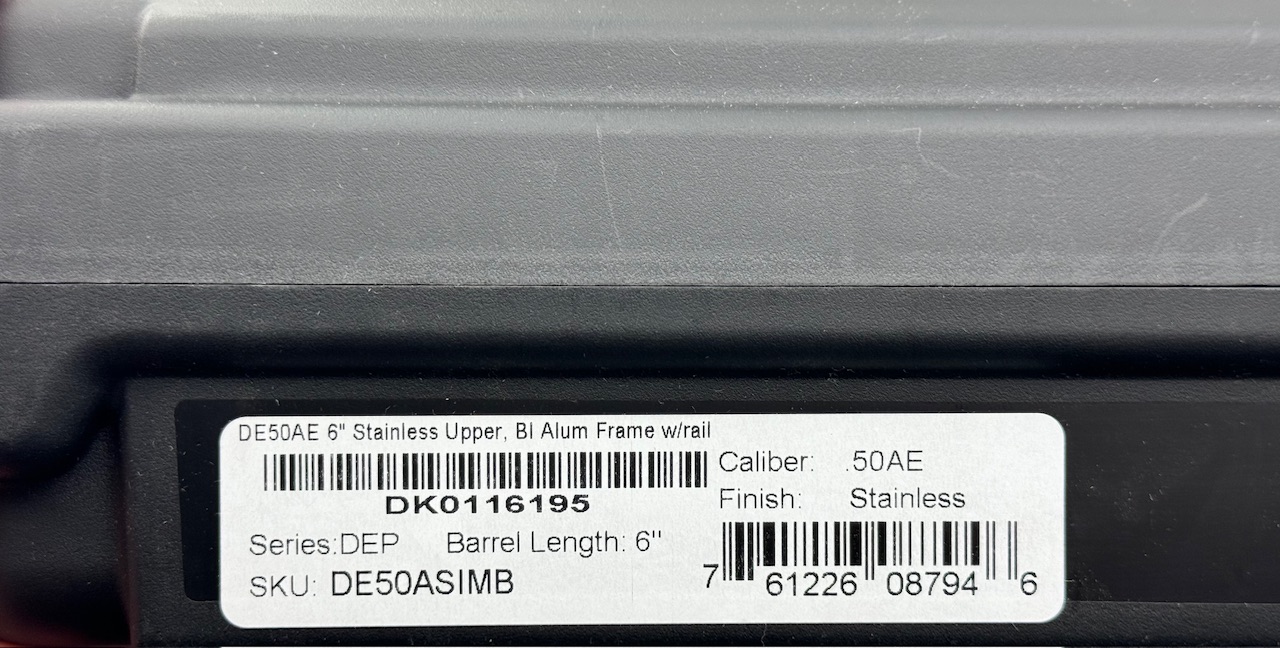 DE50AE 6" Stainless Upper, Bl Alum Frame w/rail
DK0116195
Caliber: .50AE
Finish: Stainless
Series:DEP Barrel Length: 6"
SKU: DE50ASIMB
7 61226 08794 6